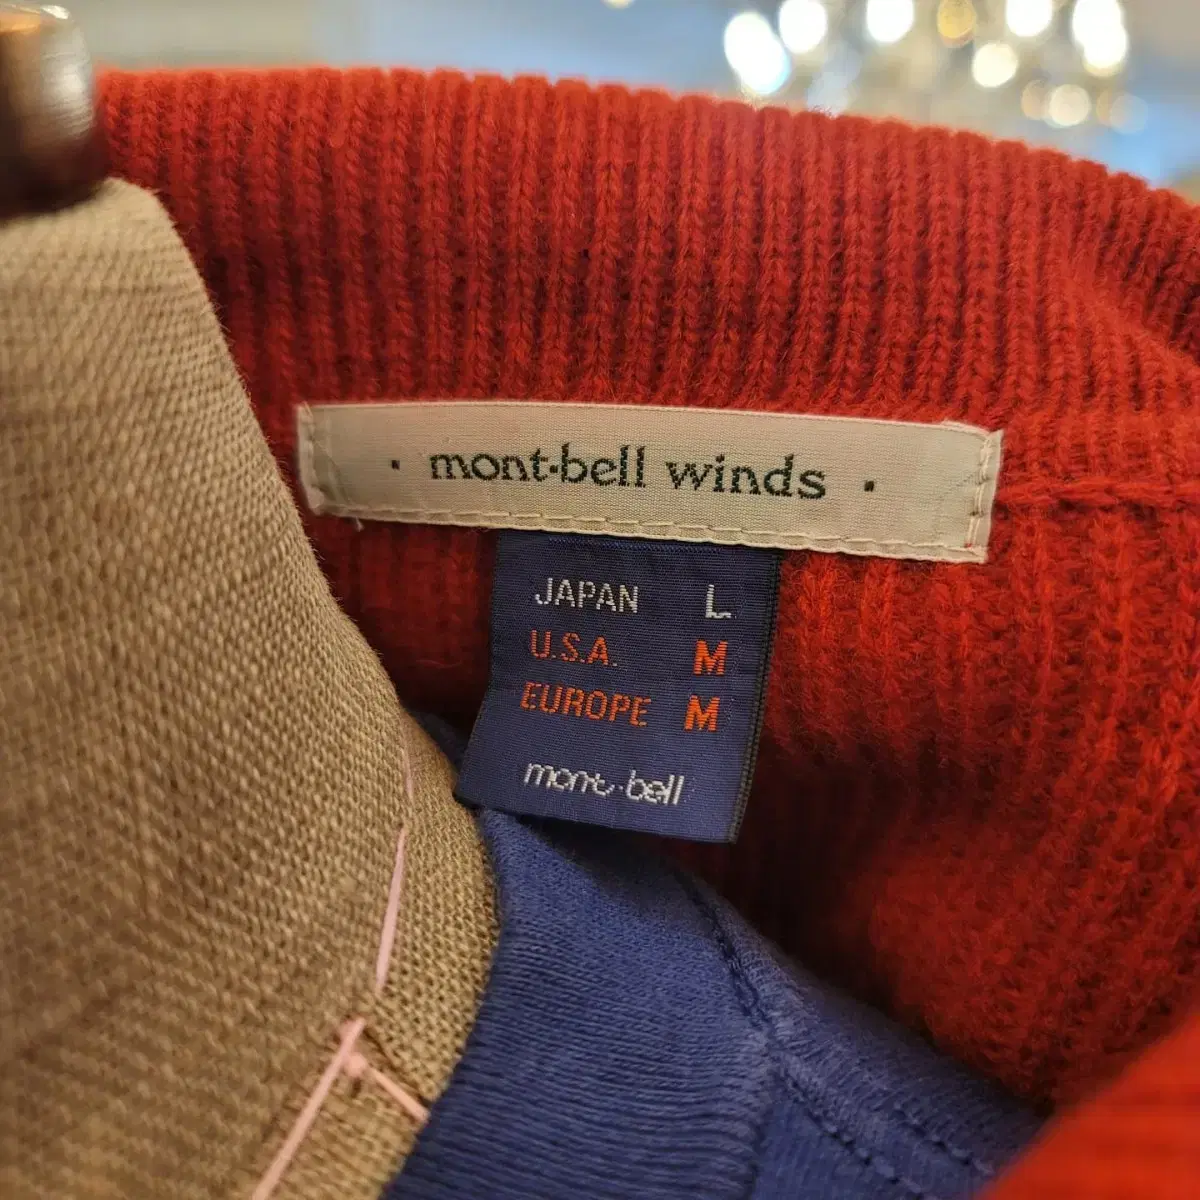 · mont·bell winds ·
JAPAN L
U.S.A. M
EUROPE M
mont·bell